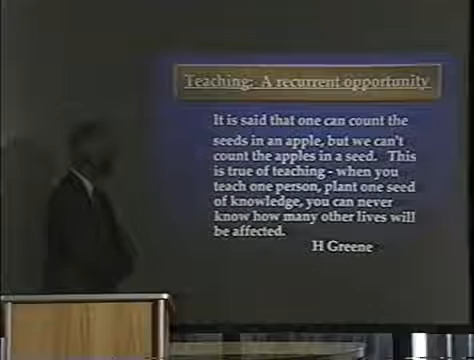 Teaching: A recurrent opportunity
It is said that one can count the
seeds in an apple, but we can't
count the apples in a seed. This
is true of teaching - when you
teach one person, plant one seed
of knowledge, you can never
know how many other lives will
be affected.
H Greene